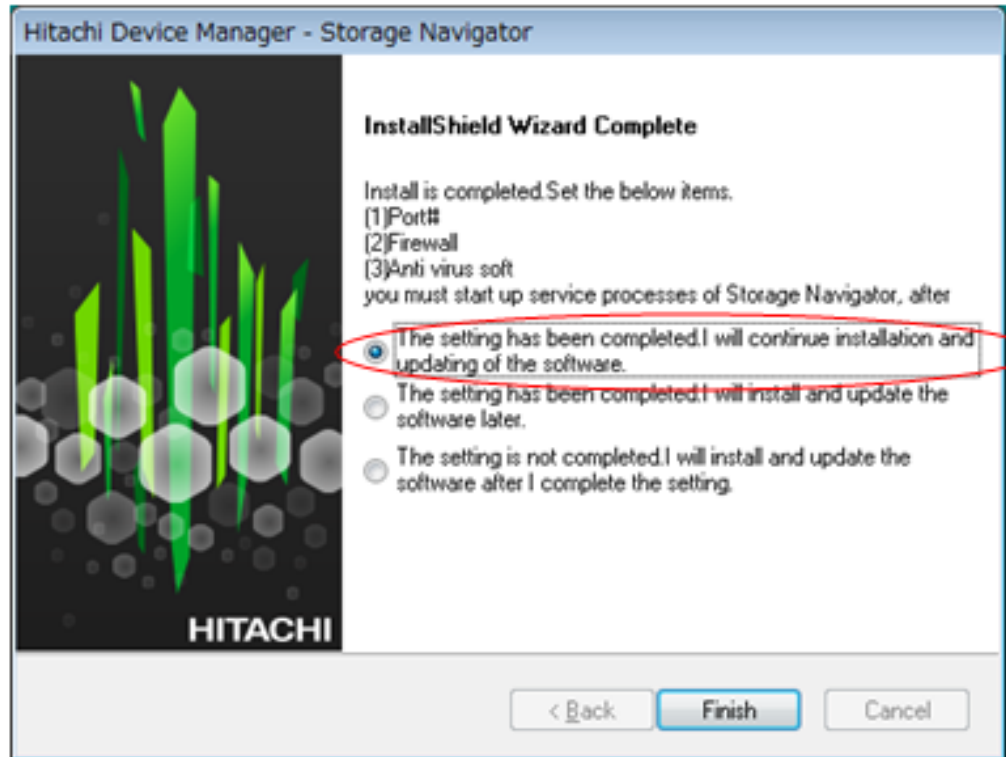 Hitachi Device Manager - Storage Navigator
InstallShield Wizard Complete
Install is completed.Set the below items.
(1)Port#
(2)Firewall
(3)Anti virus soft
you must start up service processes of Storage Navigator, after
The setting has been completed.I will continue installation and
updating of the software.
The setting has been completed.I will install and update the
software later.
The setting is not completed.I will install and update the
software after I complete the setting.
HITACHI
< Back
Finish
Cancel